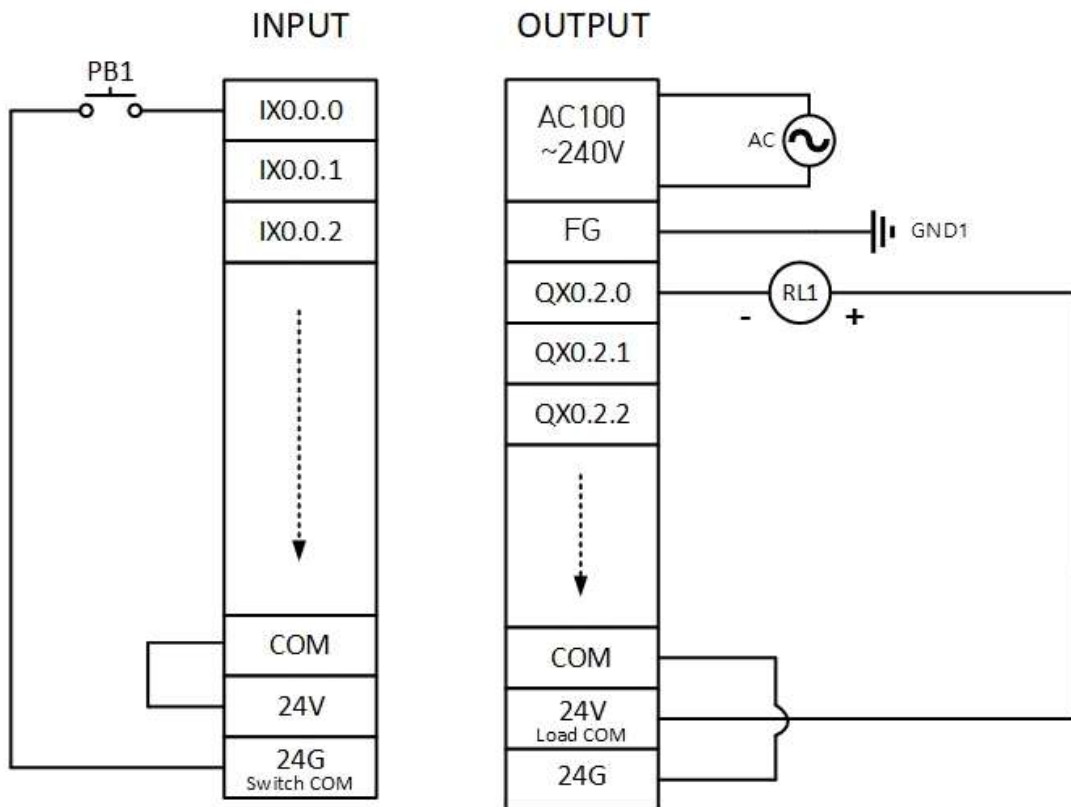 INPUT
OUTPUT
PB1
IX0.0.0
IX0.0.1
IX0.0.2
COM
24V
24G
Switch COM
AC100
~240V
AC
FG
GND1
QX0.2.0
RL1
- +
QX0.2.1
QX0.2.2
COM
24V
Load COM
24G